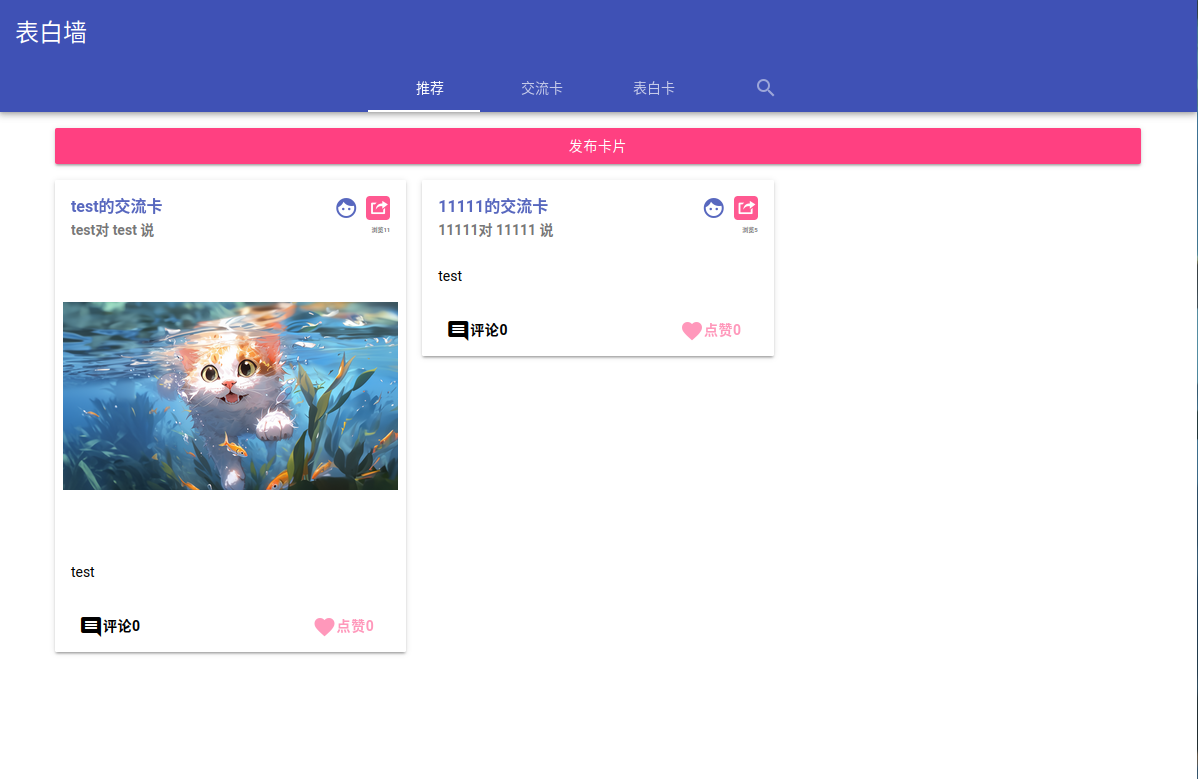 表白墙
推荐
交流卡
表白卡
发布卡片
test的交流卡
test对 test 说
浏览11
test
评论0
点赞0
11111的交流卡
11111对 11111 说
浏览5
test
评论0
点赞0